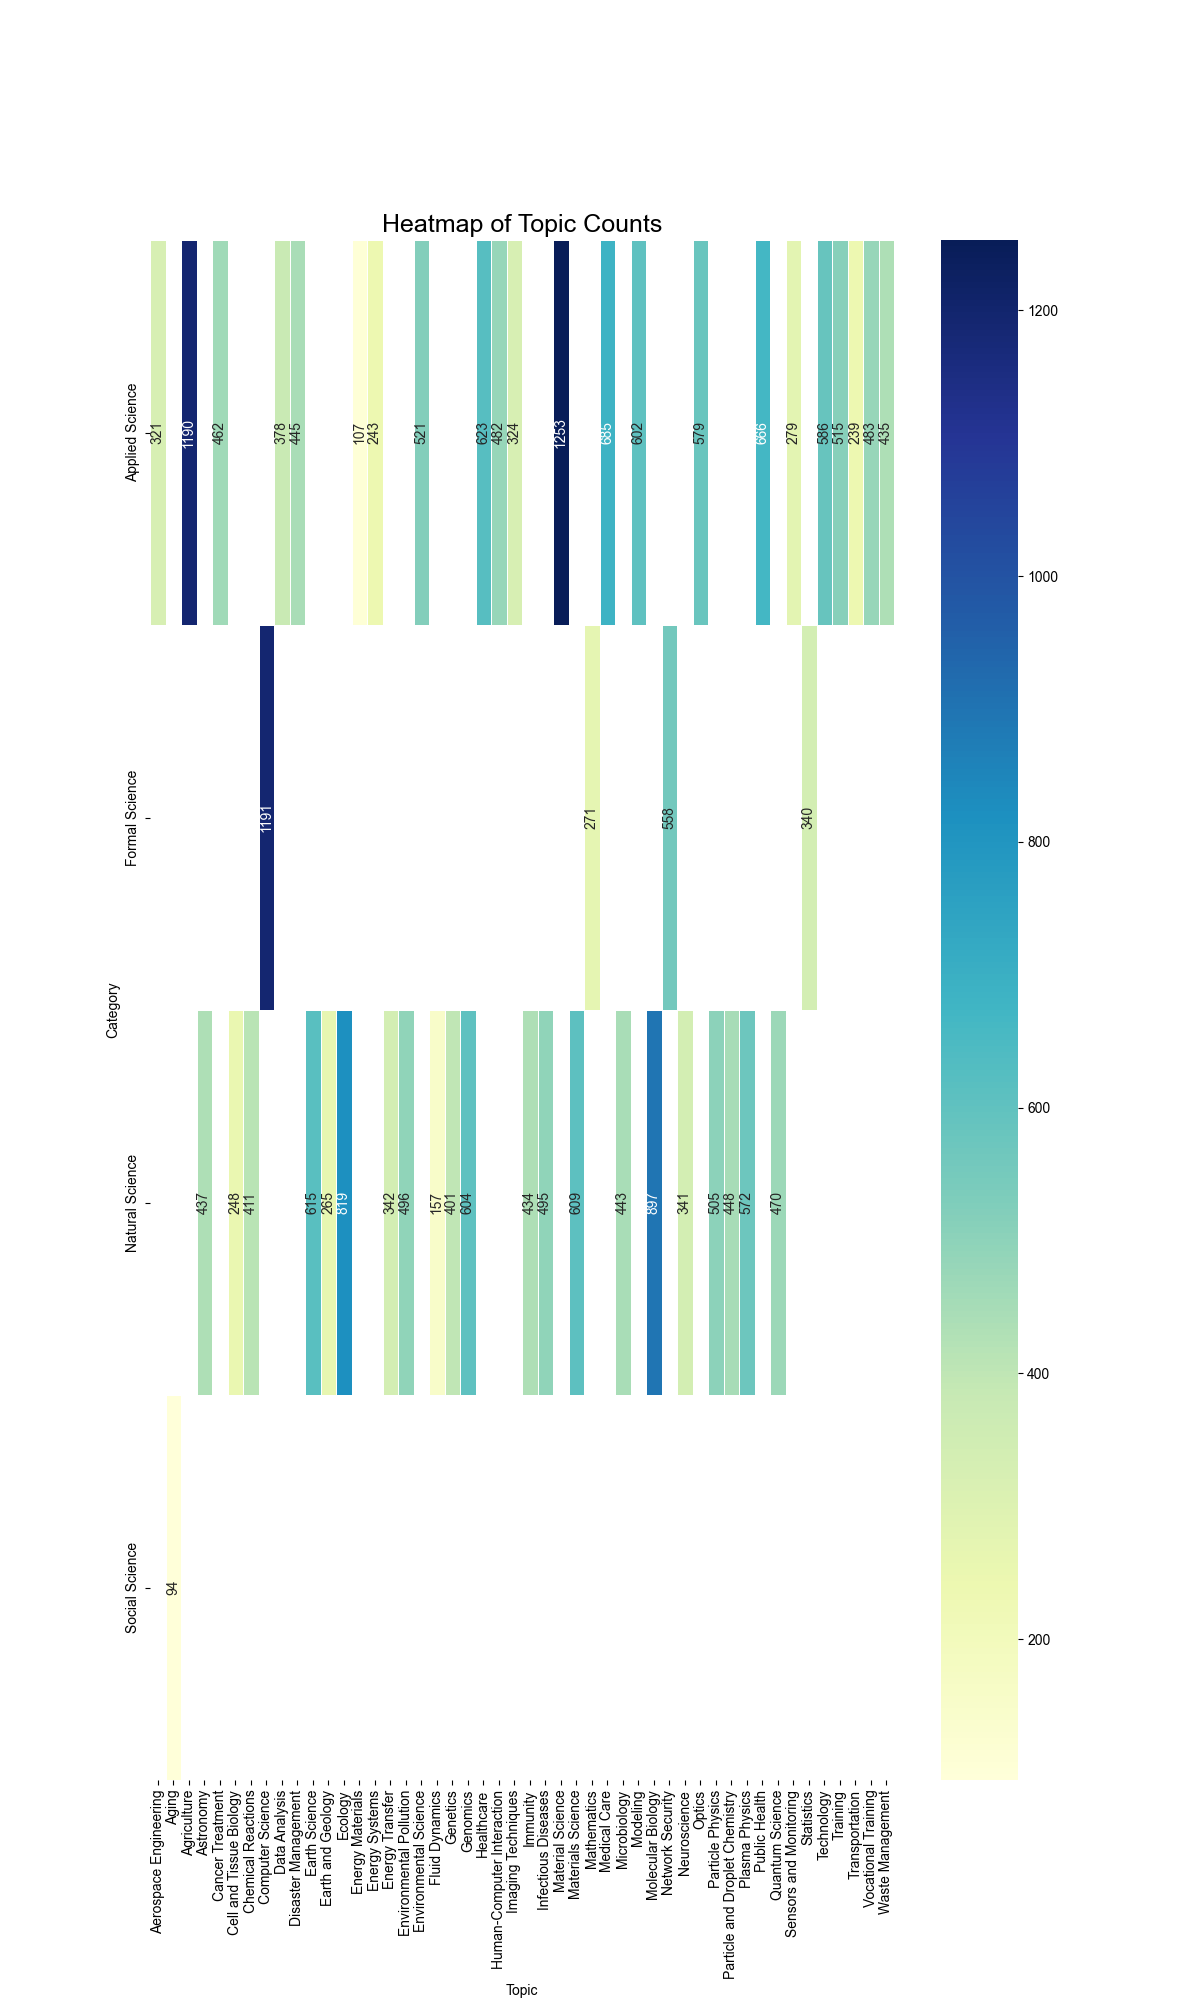 Heatmap of Topic Counts
Category
Applied Science
321
1190
462
378
445
107
243
521
623
482
324
1253
685
602
579
666
279
586
515
239
483
435
Formal Science
1191
271
558
340
Natural Science
437
248
411
615
265
819
342
496
157
401
604
434
495
609
443
897
341
505
448
572
470
Social Science
94
Aerospace Engineering
Aging
Agriculture
Astronomy
Cancer Treatment
Cell and Tissue Biology
Chemical Reactions
Computer Science
Data Analysis
Disaster Management
Earth Science
Earth and Geology
Ecology
Energy Materials
Energy Systems
Energy Transfer
Environmental Pollution
Environmental Science
Fluid Dynamics
Genetics
Genomics
Healthcare
Human-Computer Interaction
Imaging Techniques
Immunity
Infectious Diseases
Material Science
Materials Science
Mathematics
Medical Care
Microbiology
Modeling
Molecular Biology
Network Security
Neuroscience
Optics
Particle Physics
Particle and Droplet Chemistry
Plasma Physics
Public Health
Quantum Science
Sensors and Monitoring
Statistics
Technology
Training
Transportation
Vocational Training
Waste Management
Topic
1200
1000
800
600
400
200